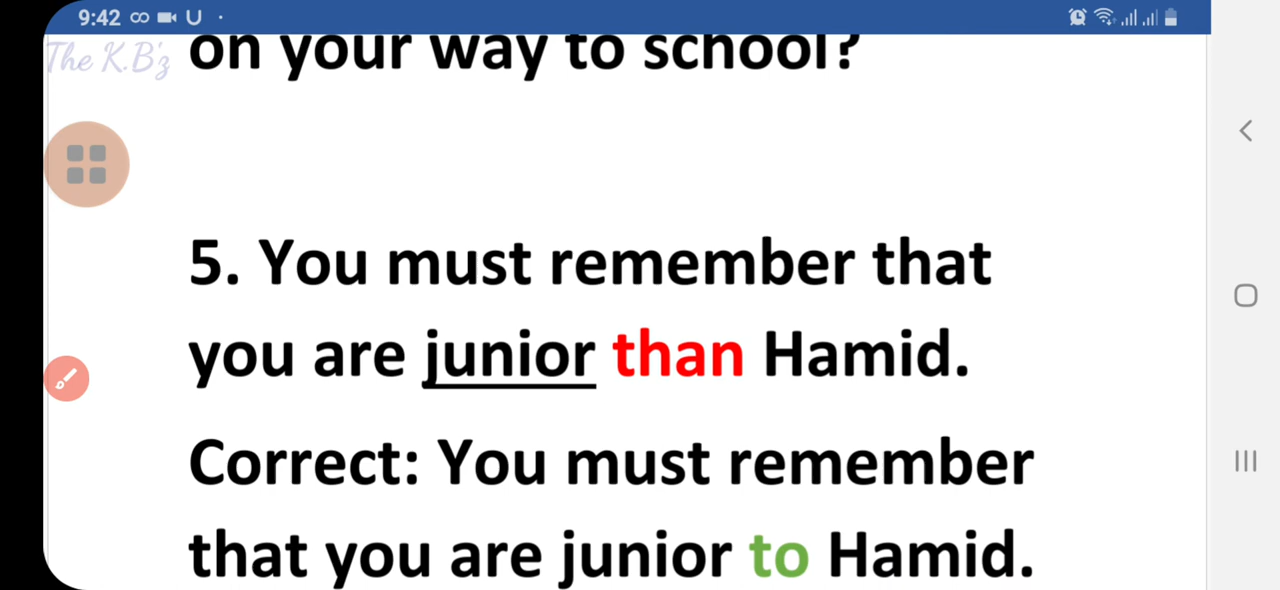 9:42
The K.B'z
on your way to school?
5. You must remember that
you are junior than Hamid.
Correct: You must remember
that you are junior to Hamid.